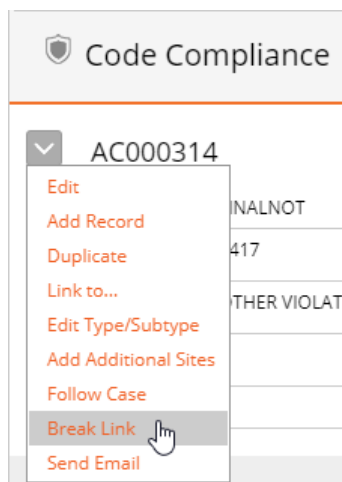 Code Compliance
AC000314
Edit
INALNOT
Add Record
417
Duplicate
Link to...
THER VIOLAT
Edit Type/Subtype
Add Additional Sites
Follow Case
Break Link
Send Email